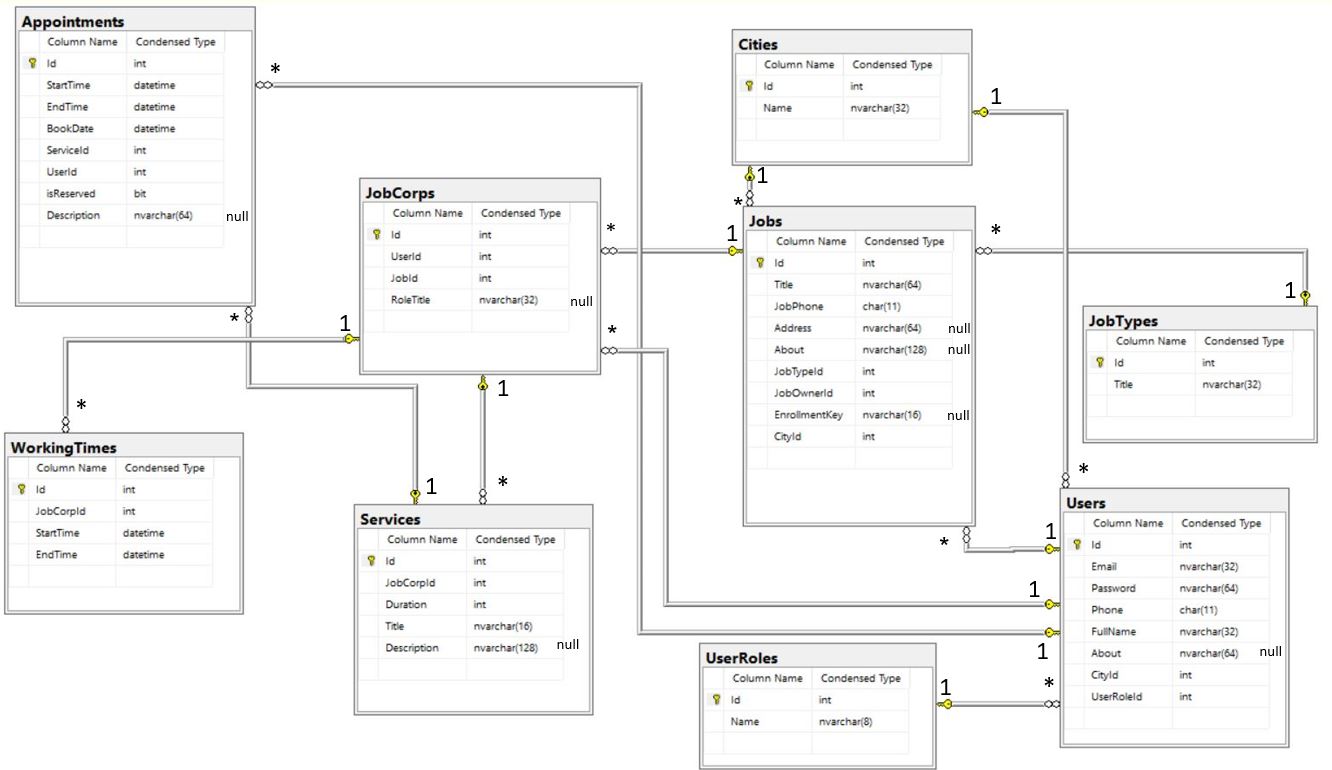 Appointments
Column Name Condensed Type
Id int
StartTime datetime
EndTime datetime
BookDate datetime
ServiceId int
UserId int
isReserved bit
Description nvarchar(64) null
*
*
Cities
Column Name Condensed Type
Id int
Name nvarchar(32)
1
1
*
JobCorps
Column Name Condensed Type
Id int
UserId int
JobId int
RoleTitle nvarchar(32) null
*
1
*
1
1
Jobs
Column Name Condensed Type
Id int
Title nvarchar(64)
JobPhone char(11)
Address nvarchar(64) null
About nvarchar(128) null
JobTypeId int
JobOwnerId int
EnrollmentKey nvarchar(16) null
CityId int
*
1
*
JobTypes
Column Name Condensed Type
Id int
Title nvarchar(32)
*
WorkingTimes
Column Name Condensed Type
Id int
JobCorpId int
StartTime datetime
EndTime datetime
1
*
Services
Column Name Condensed Type
Id int
JobCorpId int
Duration int
Title nvarchar(16)
Description nvarchar(128) null
*
1
1
1
*
Users
Column Name Condensed Type
Id int
Email nvarchar(32)
Password nvarchar(64)
Phone char(11)
FullName nvarchar(32)
About nvarchar(64) null
CityId int
UserRoleId int
UserRoles
Column Name Condensed Type
Id int
Name nvarchar(8)
1